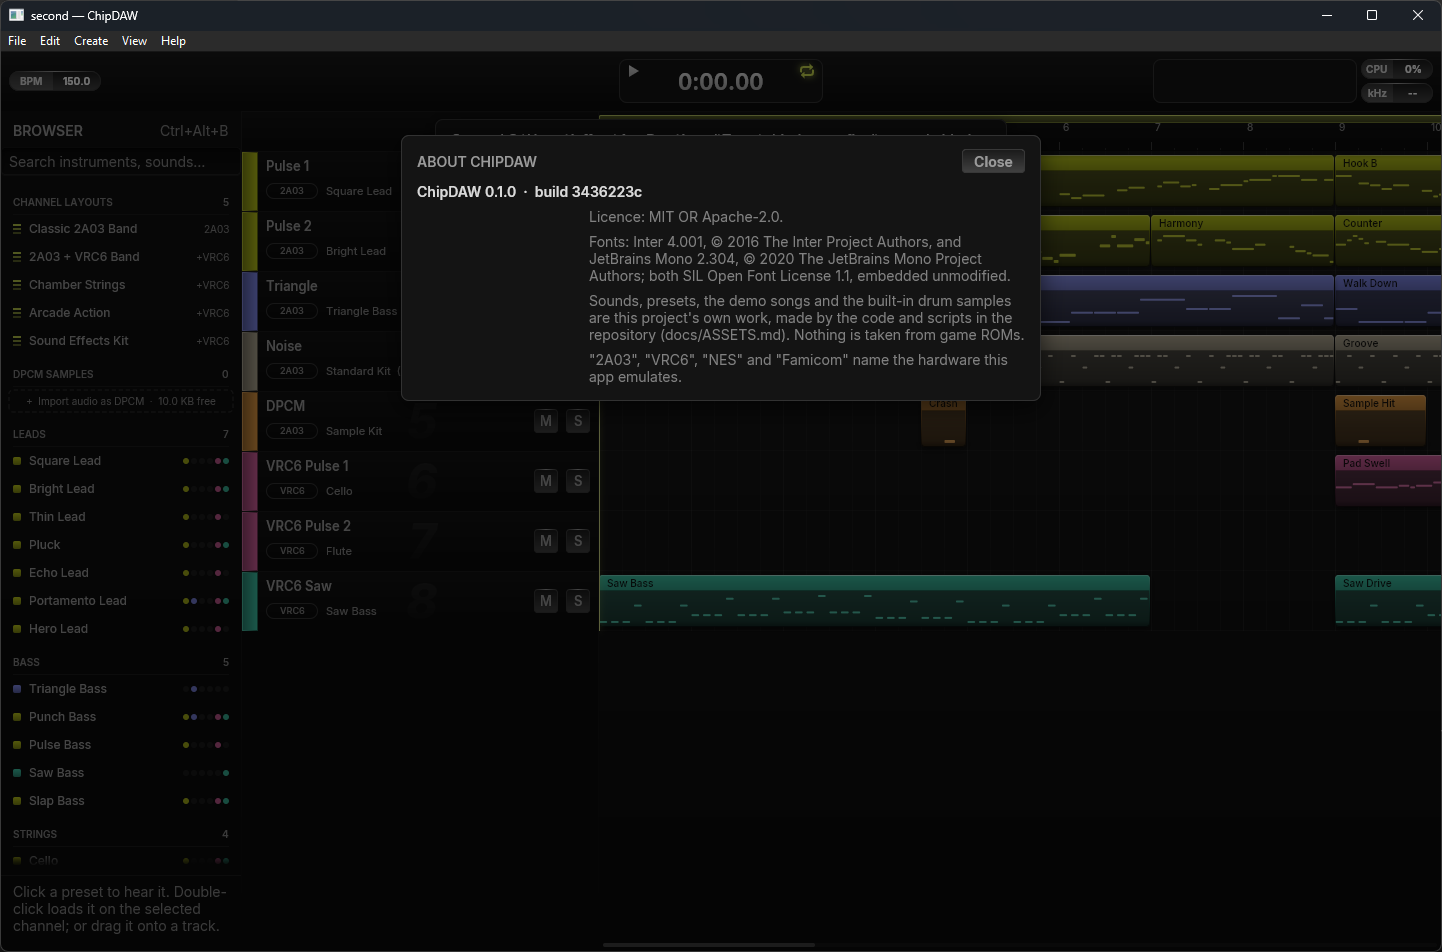 second — ChipDAW
File Edit Create View Help
BPM 150.0
0:00.00
CPU 0%
kHz --
BROWSER Ctrl+Alt+B
Search instruments, sounds...
CHANNEL LAYOUTS 5
Classic 2A03 Band 2A03
2A03 + VRC6 Band +VRC6
Chamber Strings +VRC6
Arcade Action +VRC6
Sound Effects Kit +VRC6
DPCM SAMPLES 0
+ Import audio as DPCM · 10.0 KB free
LEADS 7
Square Lead
Bright Lead
Thin Lead
Pluck
Echo Lead
Portamento Lead
Hero Lead
BASS 5
Triangle Bass
Punch Bass
Pulse Bass
Saw Bass
Slap Bass
STRINGS 4
Cello
Click a preset to hear it. Double-
click loads it on the selected
channel; or drag it onto a track.
6 7 8 9 10
Pulse 1
2A03 Square Lead
Pulse 2
2A03 Bright Lead
Triangle
2A03 Triangle Bass
Noise
2A03 Standard Kit (
DPCM
2A03 Sample Kit
5
M S
VRC6 Pulse 1
VRC6 Cello
6
M S
VRC6 Pulse 2
VRC6 Flute
7
M S
VRC6 Saw
VRC6 Saw Bass
8
M S
Hook B
Harmony
Counter
Walk Down
Groove
Crash
Sample Hit
Pad Swell
Saw Bass
Saw Drive
ABOUT CHIPDAW
Close
ChipDAW 0.1.0 · build 3436223c
Licence: MIT OR Apache-2.0.
Fonts: Inter 4.001, © 2016 The Inter Project Authors, and
JetBrains Mono 2.304, © 2020 The JetBrains Mono Project
Authors; both SIL Open Font License 1.1, embedded unmodified.
Sounds, presets, the demo songs and the built-in drum samples
are this project's own work, made by the code and scripts in the
repository (docs/ASSETS.md). Nothing is taken from game ROMs.
"2A03", "VRC6", "NES" and "Famicom" name the hardware this
app emulates.